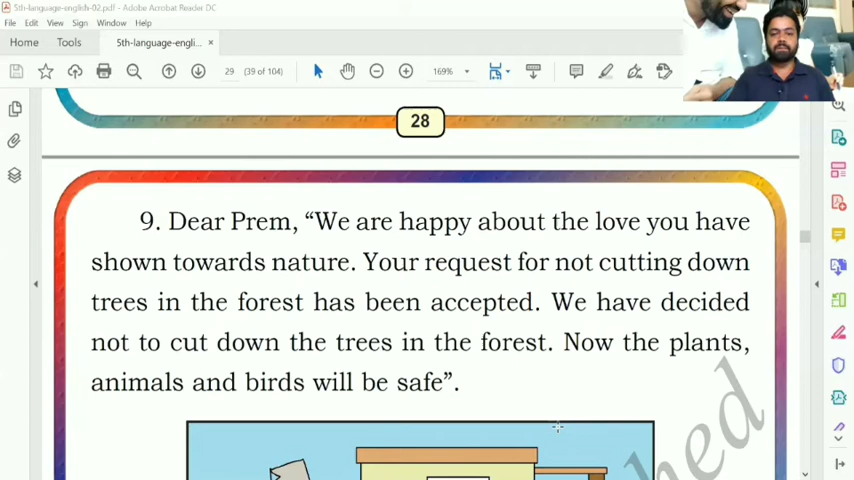 5th-language-english-02.pdf - Adobe Acrobat Reader DC
File Edit View Sign Window Help
Home Tools 5th-language-engli... ×
29 (39 of 104) 169%
28
9. Dear Prem, “We are happy about the love you have
shown towards nature. Your request for not cutting down
trees in the forest has been accepted. We have decided
not to cut down the trees in the forest. Now the plants,
animals and birds will be safe”.
hed